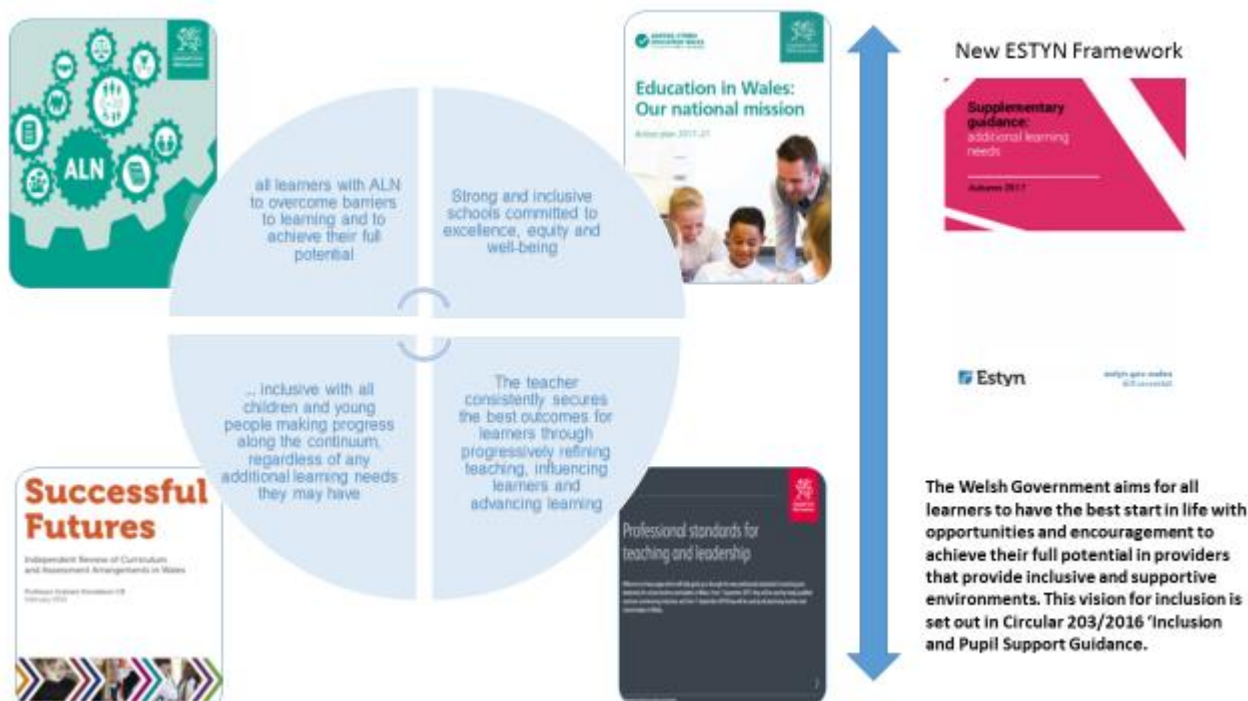 ALN
all learners with ALN
to overcome barriers
to learning and to
achieve their full
potential
Strong and inclusive
schools committed to
excellence, equity and
well-being
Education in Wales:
Our national mission
Action plan 2017-21
... inclusive with all
children and young
people making progress
along the continuum,
regardless of any
additional learning needs
they may have
The teacher
consistently secures
the best outcomes for
learners through
progressively refining
teaching, influencing
learners and
advancing learning
Successful
Futures
Independent Review of Curriculum
and Assessment Arrangements in Wales
Professional standards for
teaching and leadership
New ESTYN Framework
Supplementary
guidance:
additional learning
needs
Autumn 2017
Estyn
The Welsh Government aims for all
learners to have the best start in life with
opportunities and encouragement to
achieve their full potential in providers
that provide inclusive and supportive
environments. This vision for inclusion is
set out in Circular 203/2016 'Inclusion
and Pupil Support Guidance.